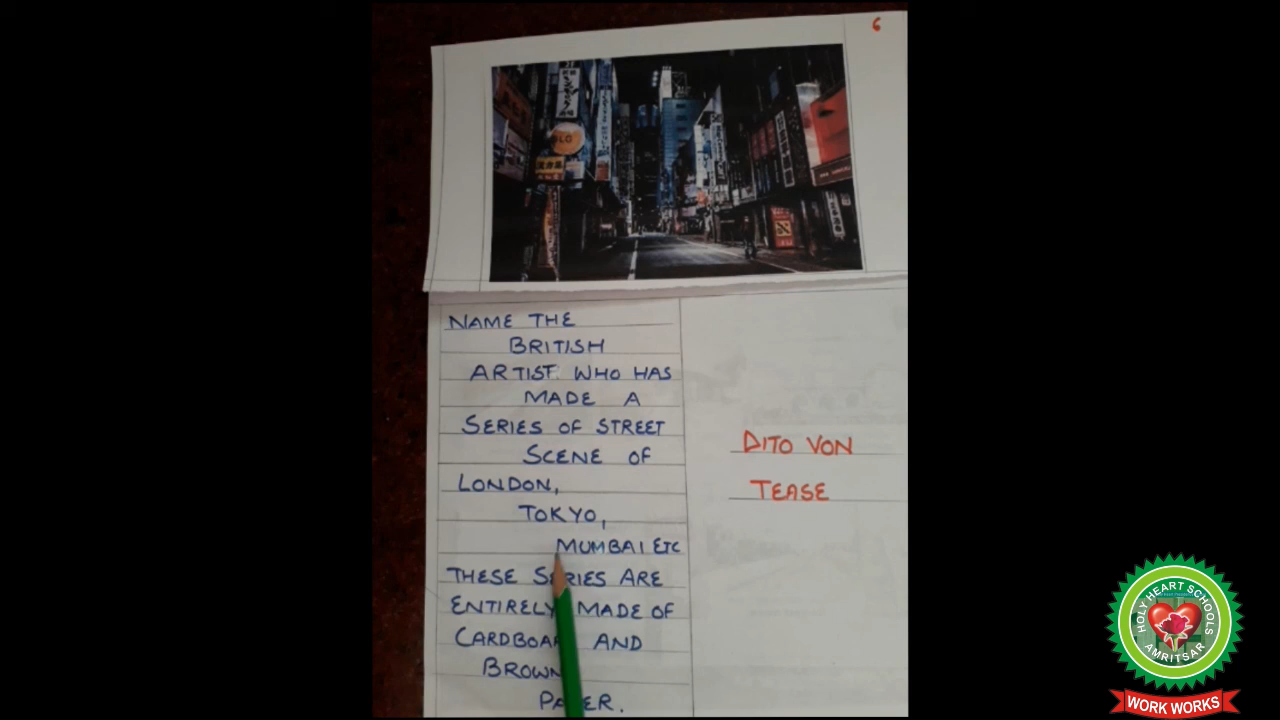 6
NAME THE
BRITISH
ARTIST WHO HAS
MADE A
SERIES OF STREET
SCENE OF
LONDON,
TOKYO,
MUMBAI ETC
THESE SERIES ARE
ENTIRELY MADE OF
CARDBOARD AND
BROWN
PAPER.
DITO VON
TEASE
HOLY HEART SCHOOLS
AMRITSAR
WORK WORKS